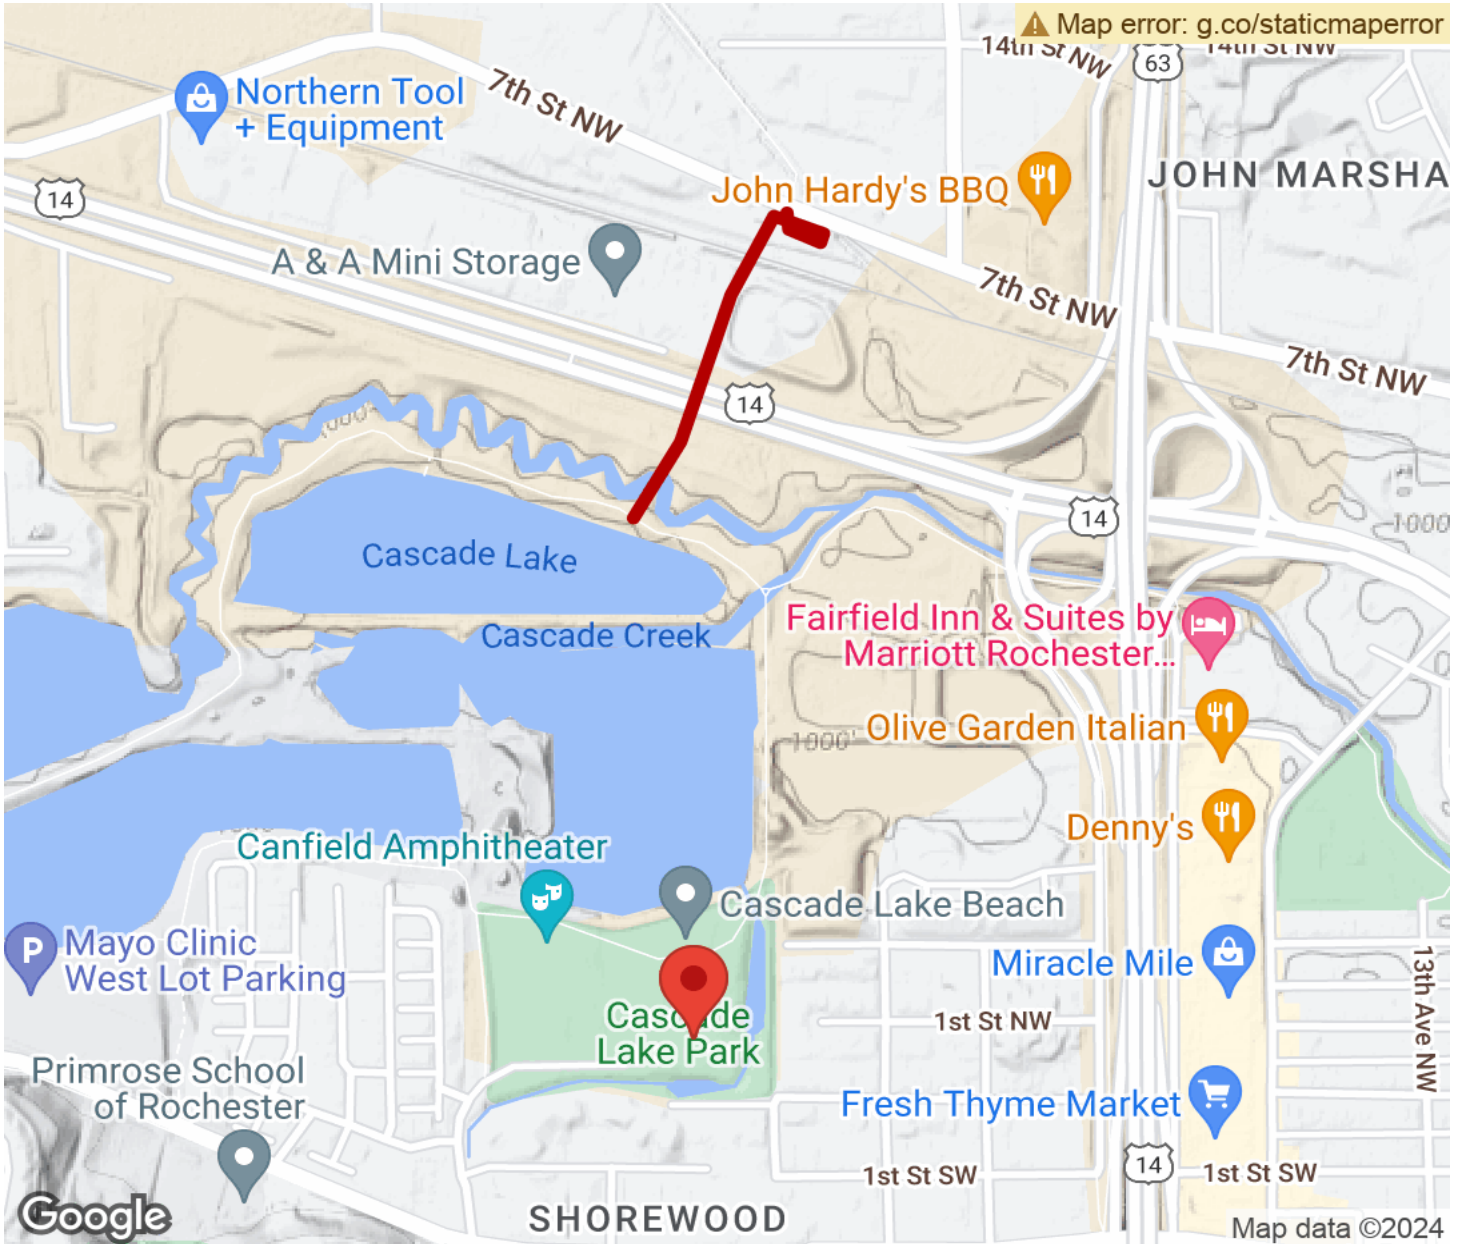 Map error: g.co/staticmaperror
14th St NW
14th St NW
63
Northern Tool
+ Equipment
7th St NW
JOHN MARSHA
John Hardy's BBQ
14
A & A Mini Storage
7th St NW
7th St NW
14
1000'
14
1000
Cascade Lake
Cascade Creek
Fairfield Inn & Suites by
Marriott Rochester...
Olive Garden Italian
1000'
Denny's
Canfield Amphitheater
Cascade Lake Beach
P
Mayo Clinic
West Lot Parking
Miracle Mile
13th Ave NW
Cascade
Lake Park
1st St NW
Primrose School
of Rochester
Fresh Thyme Market
14
1st St SW
1st St SW
SHOREWOOD
Google
Map data ©2024